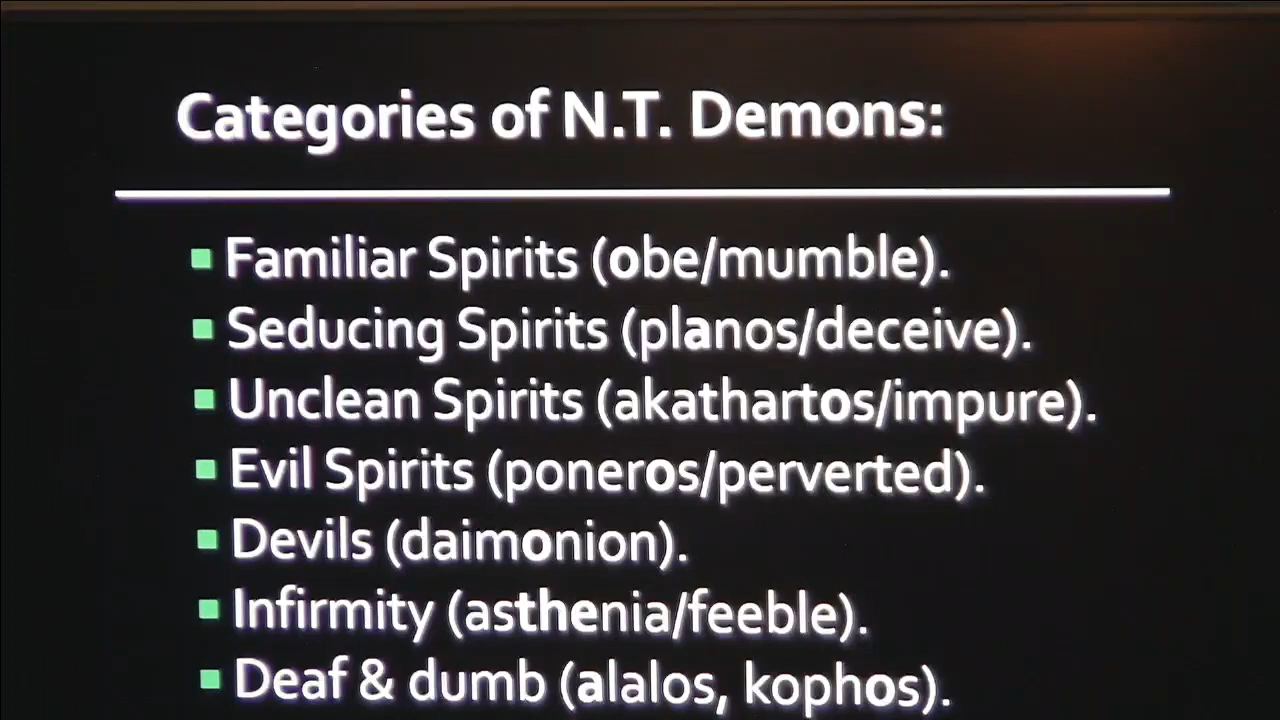 Categories of N.T. Demons:
Familiar Spirits (obe/mumble).
Seducing Spirits (planos/deceive).
Unclean Spirits (akathartos/impure).
Evil Spirits (poneros/perverted).
Devils (daimonion).
Infirmity (asthenia/feeble).
Deaf & dumb (alalos, kophos).